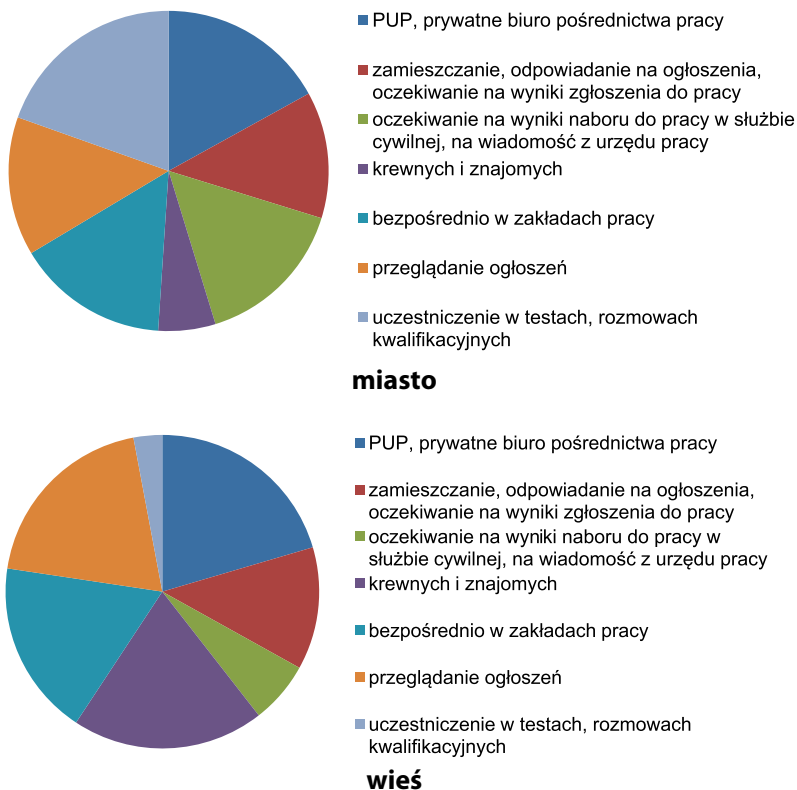 PUP, prywatne biuro pośrednictwa pracy
zamieszczanie, odpowiadanie na ogłoszenia,
oczekiwanie na wyniki zgłoszenia do pracy
oczekiwanie na wyniki naboru do pracy w służbie
cywilnej, na wiadomość z urzędu pracy
krewnych i znajomych
bezpośrednio w zakładach pracy
przeglądanie ogłoszeń
uczestniczenie w testach, rozmowach
kwalifikacyjnych
miasto
PUP, prywatne biuro pośrednictwa pracy
zamieszczanie, odpowiadanie na ogłoszenia,
oczekiwanie na wyniki zgłoszenia do pracy
oczekiwanie na wyniki naboru do pracy w
służbie cywilnej, na wiadomość z urzędu pracy
krewnych i znajomych
bezpośrednio w zakładach pracy
przeglądanie ogłoszeń
uczestniczenie w testach, rozmowach
kwalifikacyjnych
wieś